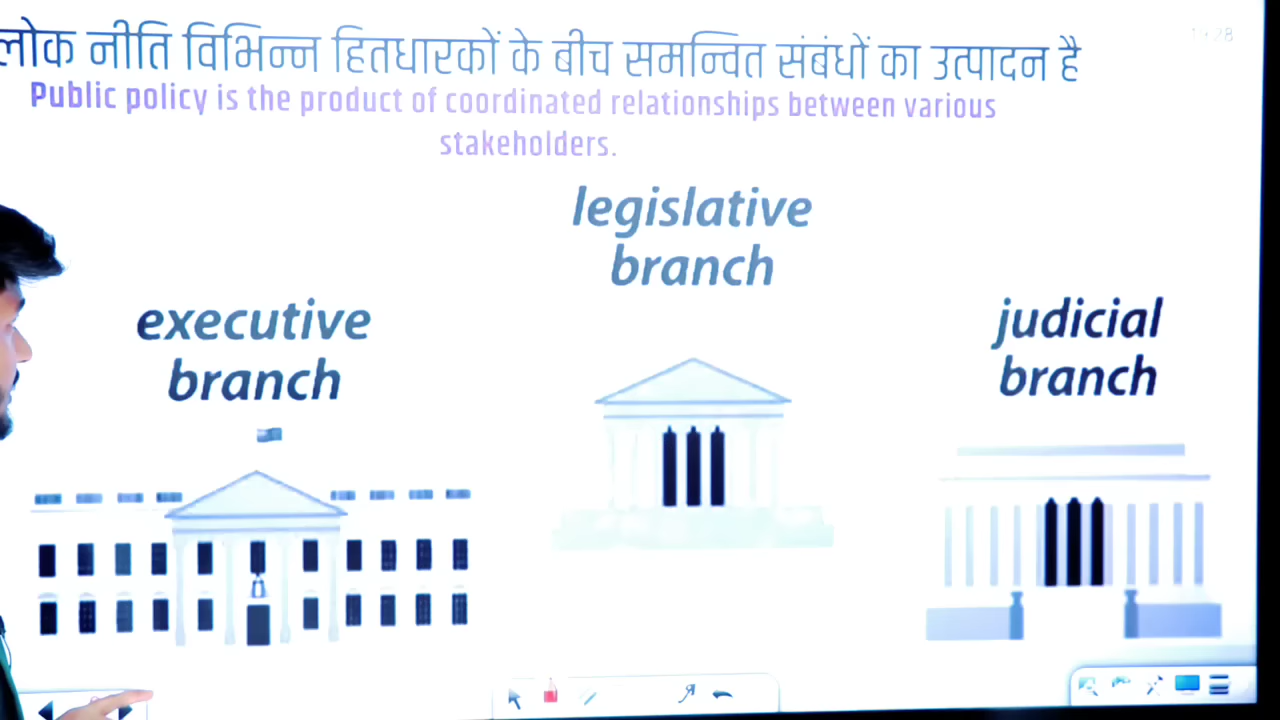 लोक नीति विभिन्न हितधारकों के बीच समन्वित संबंधों का उत्पादन है
Public policy is the product of coordinated relationships between various
stakeholders.
legislative
branch
executive
branch
judicial
branch